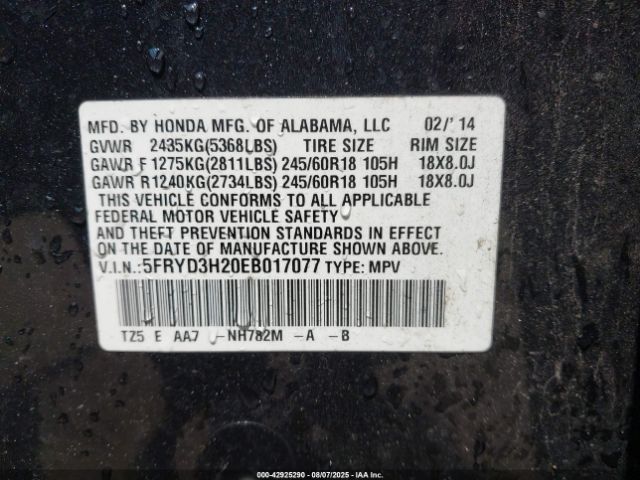 MFD. BY HONDA MFG. OF ALABAMA, LLC 02/'14
GVWR 2435KG(5368LBS) TIRE SIZE RIM SIZE
GAWR F 1275KG(2811LBS) 245/60R18 105H 18X8.0J
GAWR R1240KG(2734LBS) 245/60R18 105H 18X8.0J
THIS VEHICLE CONFORMS TO ALL APPLICABLE
FEDERAL MOTOR VEHICLE SAFETY
AND THEFT PREVENTION STANDARDS IN EFFECT
ON THE DATE OF MANUFACTURE SHOWN ABOVE.
V.I.N.:5FRYD3H20EB017077 TYPE: MPV
TZ5 E AA7 -NH782M -A -B
000-42925290 - 08/07/2025 - IAA Inc.